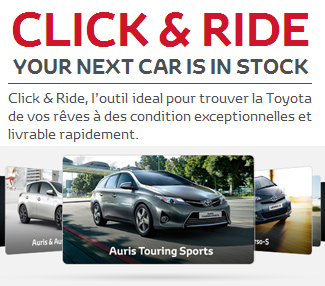 CLICK & RIDE
YOUR NEXT CAR IS IN STOCK
Click & Ride, l'outil ideal pour trouver la Toyota
de vos rêves à des condition exceptionnelles et
livrable rapidement.
Auris & Au
Auris Touring Sports
rso-S